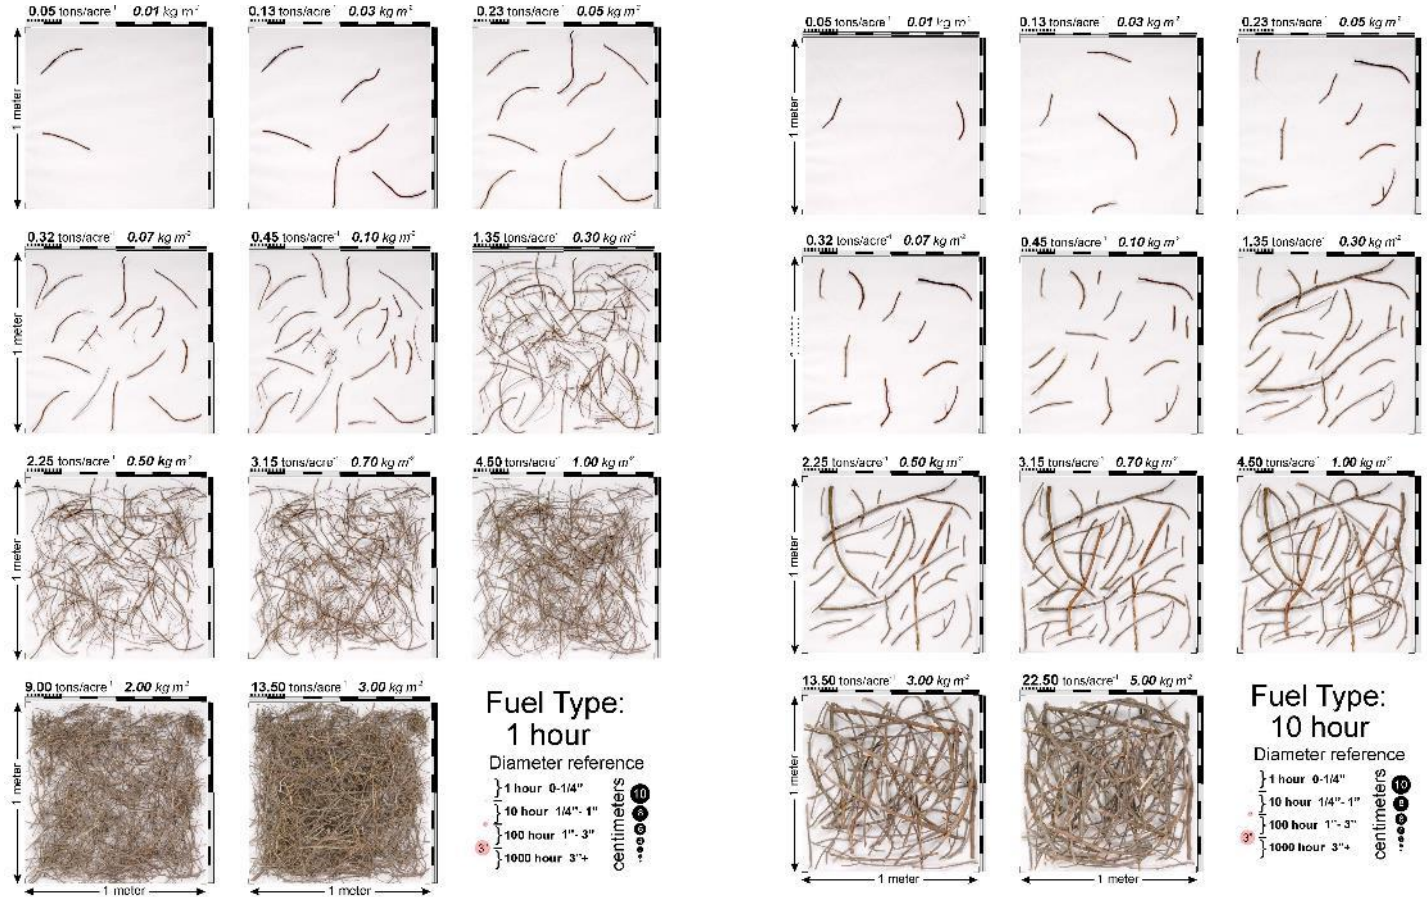 0.05 tons/acre⁻¹ 0.01 kg m⁻² 0.13 tons/acre⁻¹ 0.03 kg m⁻² 0.23 tons/acre⁻¹ 0.05 kg m⁻²
1 meter
0.32 tons/acre⁻¹ 0.07 kg m⁻² 0.45 tons/acre⁻¹ 0.10 kg m⁻² 1.35 tons/acre⁻¹ 0.30 kg m⁻²
1 meter
2.25 tons/acre⁻¹ 0.50 kg m⁻² 3.15 tons/acre⁻¹ 0.70 kg m⁻² 4.50 tons/acre⁻¹ 1.00 kg m⁻²
1 meter
9.00 tons/acre⁻¹ 2.00 kg m⁻² 13.50 tons/acre⁻¹ 3.00 kg m⁻²
1 meter
1 meter 1 meter
Fuel Type:
1 hour
Diameter reference
1 hour 0-1/4"
10 hour 1/4"- 1"
100 hour 1"- 3"
1000 hour 3"+
3"
centimeters
10
8
6
0.05 tons/acre⁻¹ 0.01 kg m⁻² 0.13 tons/acre⁻¹ 0.03 kg m⁻² 0.23 tons/acre⁻¹ 0.05 kg m⁻²
1 meter
0.32 tons/acre⁻¹ 0.07 kg m⁻² 0.45 tons/acre⁻¹ 0.10 kg m⁻² 1.35 tons/acre⁻¹ 0.30 kg m⁻²
2.25 tons/acre⁻¹ 0.50 kg m⁻² 3.15 tons/acre⁻¹ 0.70 kg m⁻² 4.50 tons/acre⁻¹ 1.00 kg m⁻²
1 meter
13.50 tons/acre⁻¹ 3.00 kg m⁻² 22.50 tons/acre⁻¹ 5.00 kg m⁻²
1 meter
1 meter 1 meter
Fuel Type:
10 hour
Diameter reference
1 hour 0-1/4"
10 hour 1/4"- 1"
100 hour 1"- 3"
1000 hour 3"+
3"
centimeters
10
8
6